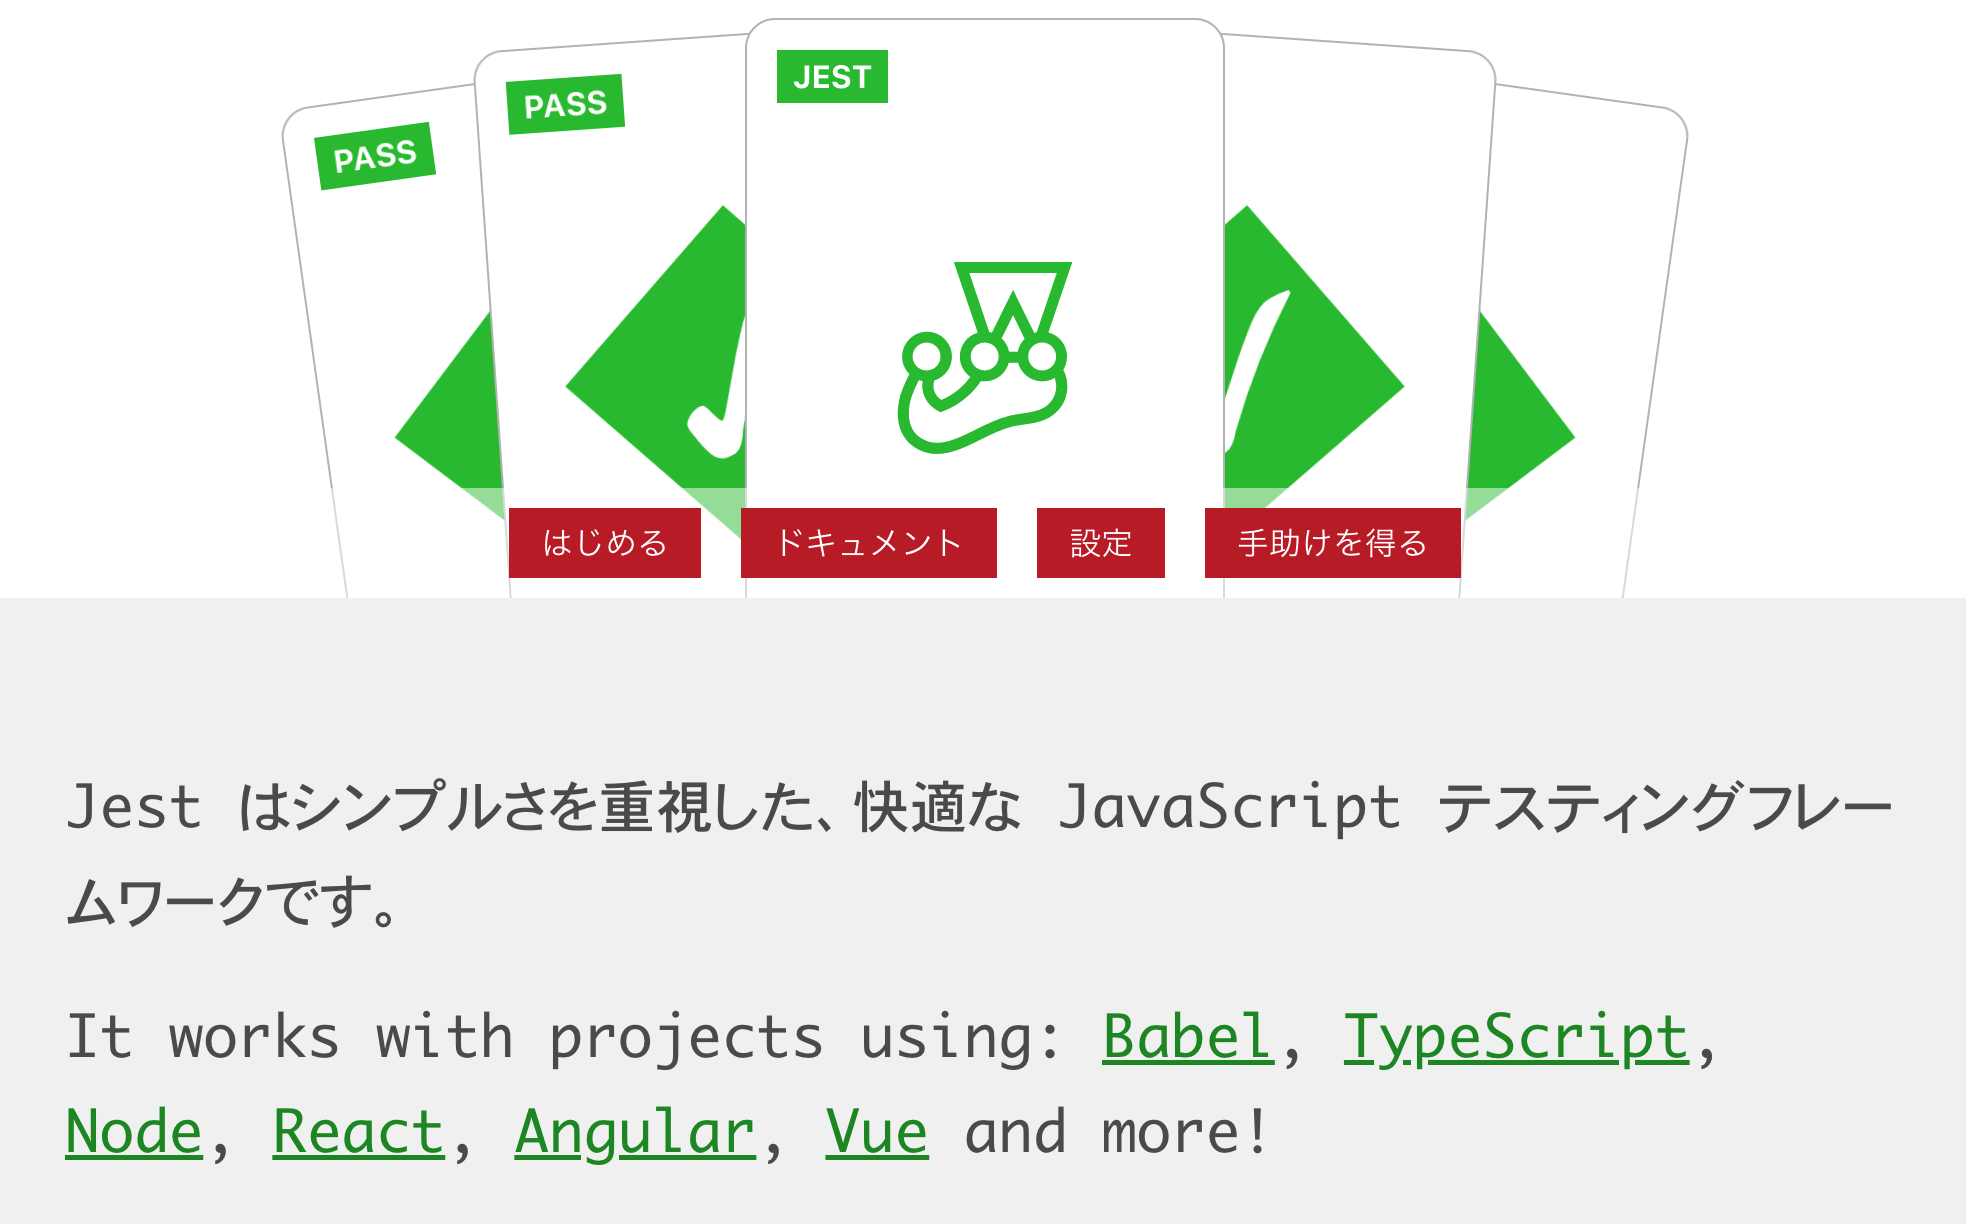 PASS
PASS
JEST
はじめる
ドキュメント
設定
手助けを得る
Jest はシンプルさを重視した、快適な JavaScript テスティングフレー
ムワークです。
It works with projects using: Babel, TypeScript,
Node, React, Angular, Vue and more!